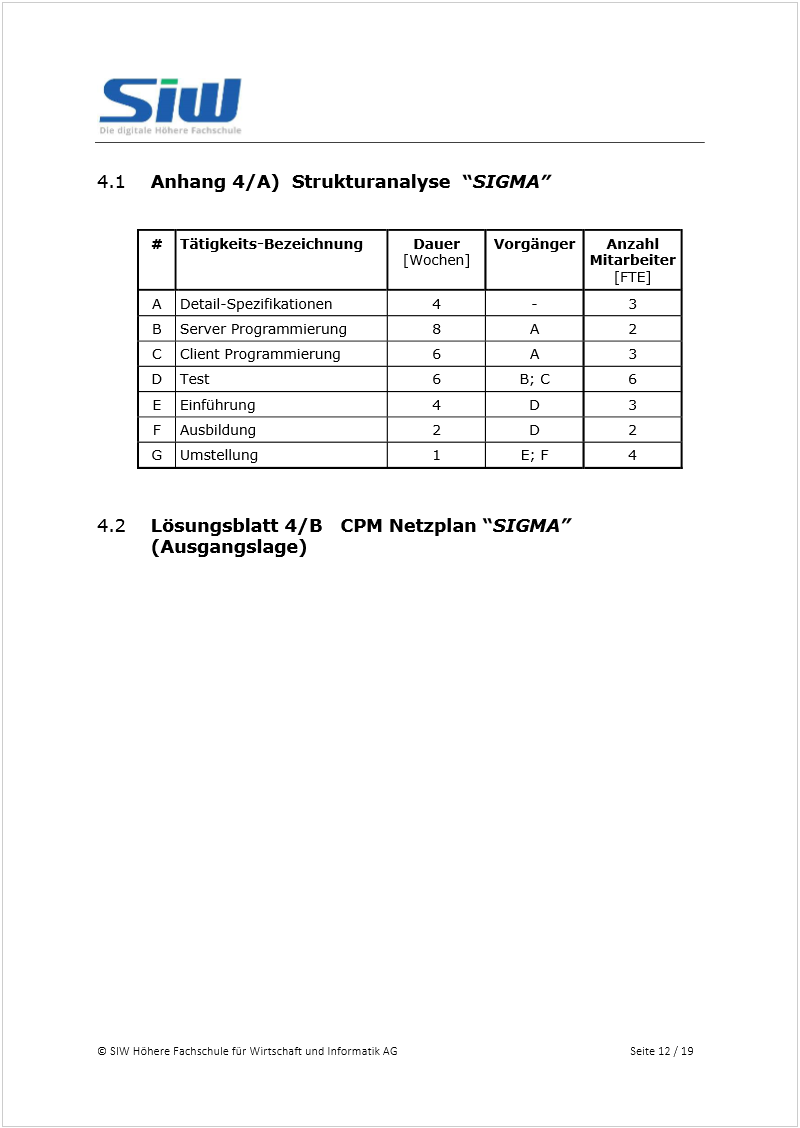 SiW
Die digitale Höhere Fachschule
4.1 Anhang 4/A) Strukturanalyse “SIGMA”
# Tätigkeits-Bezeichnung Dauer [Wochen] Vorgänger Anzahl Mitarbeiter [FTE]
A Detail-Spezifikationen 4 - 3
B Server Programmierung 8 A 2
C Client Programmierung 6 A 3
D Test 6 B; C 6
E Einführung 4 D 3
F Ausbildung 2 D 2
G Umstellung 1 E; F 4
4.2 Lösungsblatt 4/B CPM Netzplan “SIGMA”
(Ausgangslage)
© SIW Höhere Fachschule für Wirtschaft und Informatik AG Seite 12 / 19